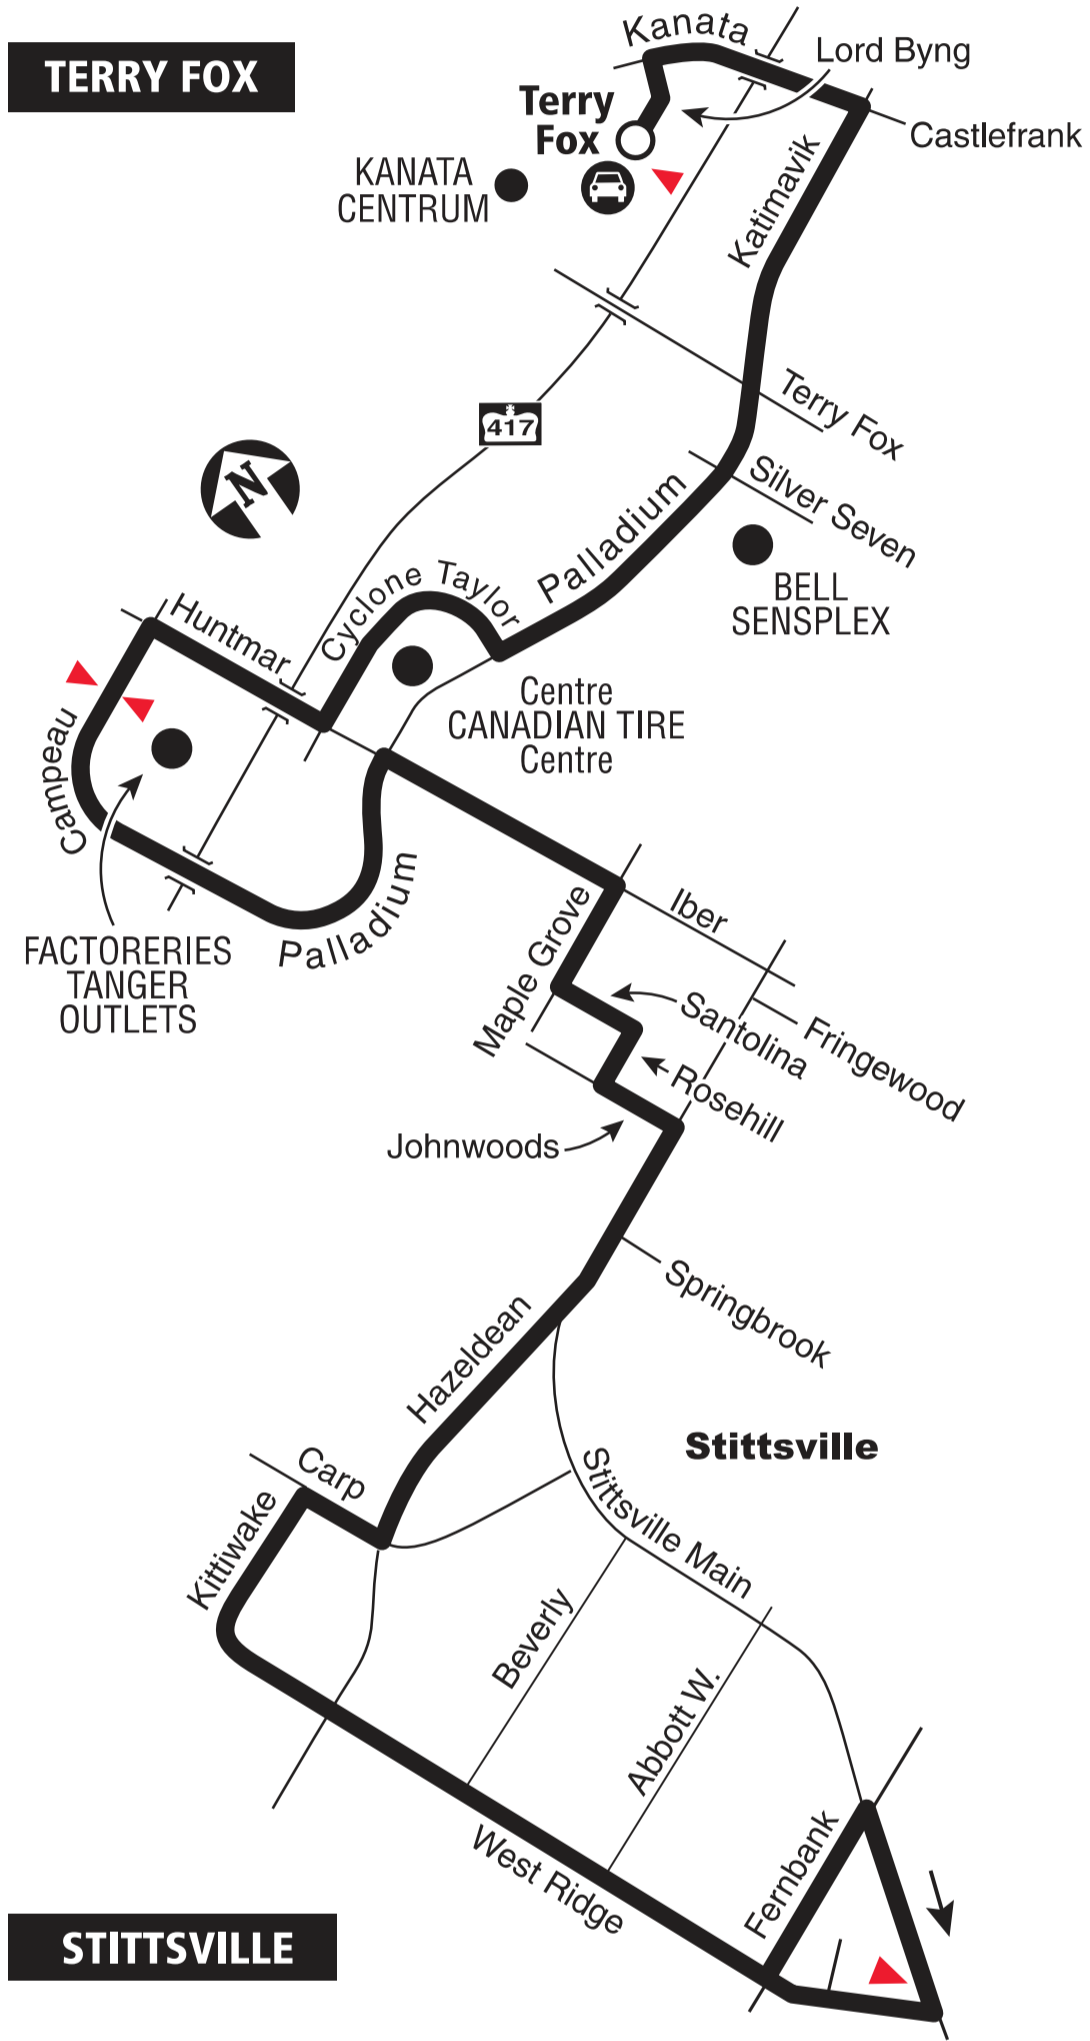 TERRY FOX
Kanata
Lord Byng
Terry
Fox
Castlefrank
KANATA
CENTRUM
Katimavik
Terry Fox
417
Silver Seven
N
Palladium
BELL
SENSPLEX
Cyclone Taylor
Huntmar
Centre
CANADIAN TIRE
Centre
Campeau
Palladium
FACTORERIES
TANGER
OUTLETS
Iber
Maple Grove
Santolina
Fringewood
Rosehill
Johnwoods
Springbrook
Hazeldean
Stittsville
Carp
Stittsville Main
Kittiwake
Beverly
Abbott W.
Fernbank
West Ridge
STITTSVILLE